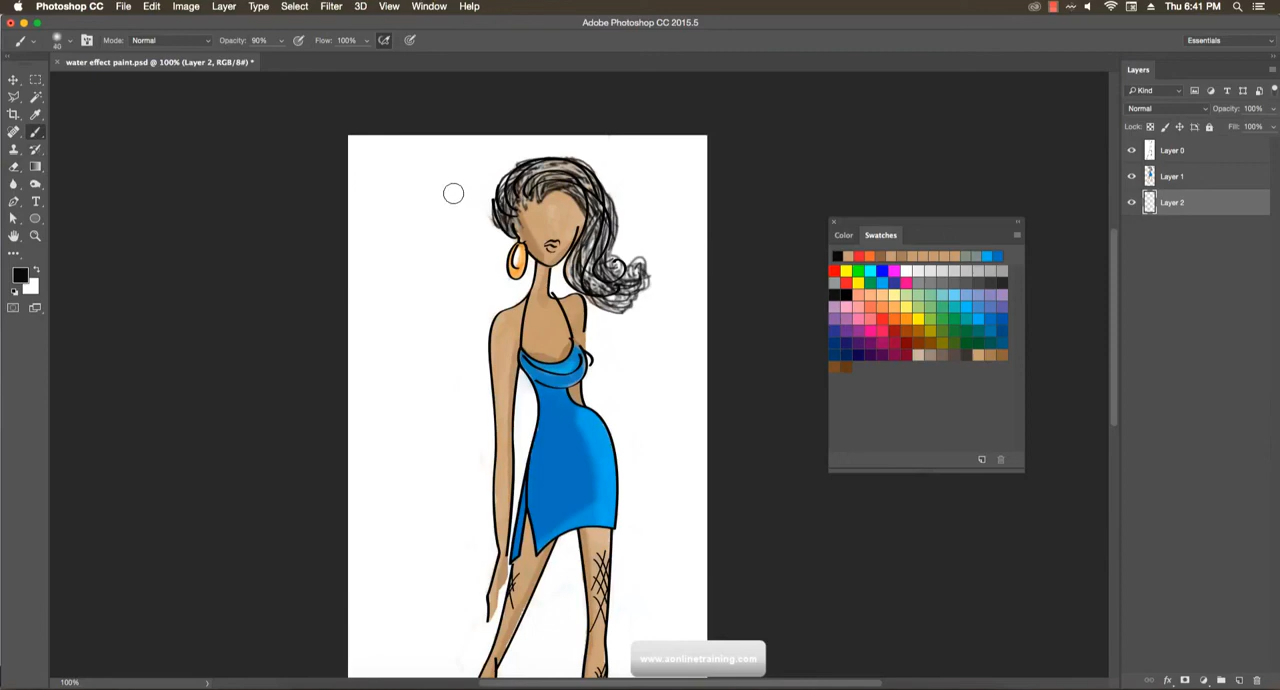 Photoshop CC File Edit Image Layer Type Select Filter 3D View Window Help Thu 6:41 PM
Adobe Photoshop CC 2015.5
40 Mode: Normal Opacity: 90% Flow: 100% Essentials
× water effect paint.psd @ 100% (Layer 2, RGB/8#) *
Layers
Kind
Normal Opacity: 100%
Lock: Fill: 100%
Layer 0
Layer 1
Layer 2
Color Swatches
www.aonlinetraining.com
100%
fx